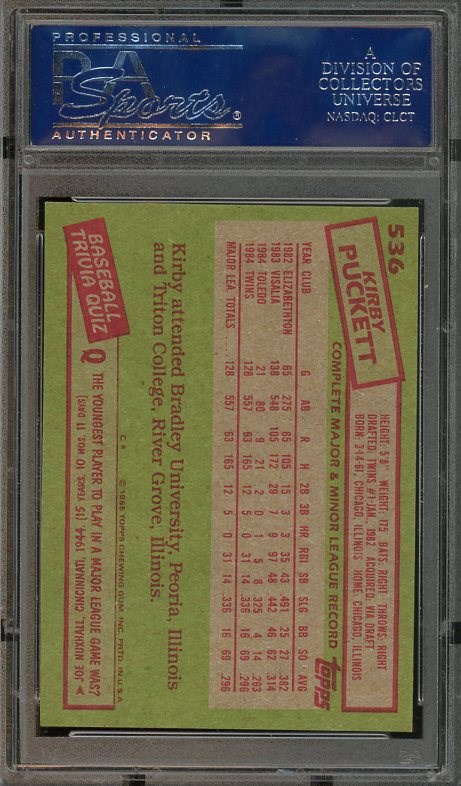 PROFESSIONAL
PSA
Sports®
AUTHENTICATOR
A
DIVISION OF
COLLECTORS
UNIVERSE
NASDAQ: CLCT
536
KIRBY
PUCKETT
HEIGHT: 5'8" WEIGHT: 175 BATS: RIGHT THROWS: RIGHT
DRAFTED: TWINS #1-JAN., 1982 ACQUIRED: VIA DRAFT
BORN: 3-14-61, CHICAGO, ILLINOIS HOME: CHICAGO, ILLINOIS
COMPLETE MAJOR & MINOR LEAGUE RECORD
topps
YEAR CLUB G AB R H 2B 3B HR RBI SB SLG BB SO AVG
1982 ELIZABETHTON 65 275 65 105 15 3 3 35 43 .491 25 27 .382
1983 VISALIA 138 548 105 172 29 7 9 97 48 .442 46 62 .314
1984 TOLEDO 21 80 9 21 2 0 1 5 8 .325 4 14 .263
1984 TWINS 128 557 63 165 12 5 0 31 14 .336 16 69 .296
MAJOR LEA. TOTALS 128 557 63 165 12 5 0 31 14 .336 16 69 .296
Kirby attended Bradley University, Peoria, Illinois
and Triton College, River Grove, Illinois.
C* © 1985 TOPPS CHEWING GUM, INC. PRTD. IN U.S.A.
BASEBALL
TRIVIA QUIZ
Q THE YOUNGEST PLAYER TO PLAY IN A MAJOR LEAGUE GAME WAS?
A JOE NUXHALL, CINCINNATI, 1944 (15 YEARS, 10 MOS., 11 DAYS)